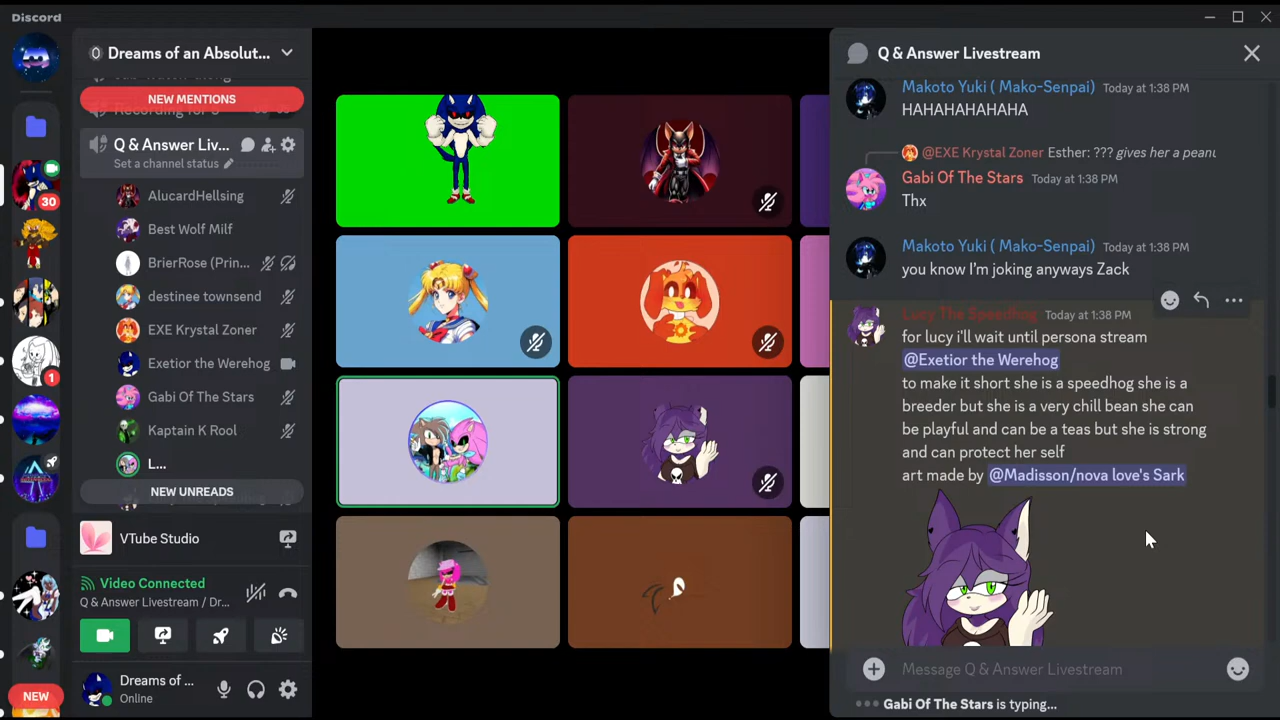 Discord
Dreams of an Absolut...
NEW MENTIONS
Q & Answer Liv...
Set a channel status
30
AlucardHellsing
Best Wolf Milf
BrierRose (Prin...
destinee townsend
EXE Krystal Zoner
Exetior the Werehog
1
Gabi Of The Stars
Kaptain K Rool
L...
NEW UNREADS
VTube Studio
Video Connected
Q & Answer Livestream / Dr...
Dreams of ...
Online
NEW
Q & Answer Livestream
Makoto Yuki ( Mako-Senpai) Today at 1:38 PM
HAHAHAHAHAHA
@EXE Krystal Zoner Esther: ??? gives her a peanu
Gabi Of The Stars Today at 1:38 PM
Thx
Makoto Yuki ( Mako-Senpai) Today at 1:38 PM
you know I'm joking anyways Zack
Lucy The Speedhog Today at 1:38 PM
for lucy i'll wait until persona stream
@Exetior the Werehog
to make it short she is a speedhog she is a
breeder but she is a very chill bean she can
be playful and can be a teas but she is strong
and can protect her self
art made by @Madisson/nova love's Sark
Message Q & Answer Livestream
Gabi Of The Stars is typing...